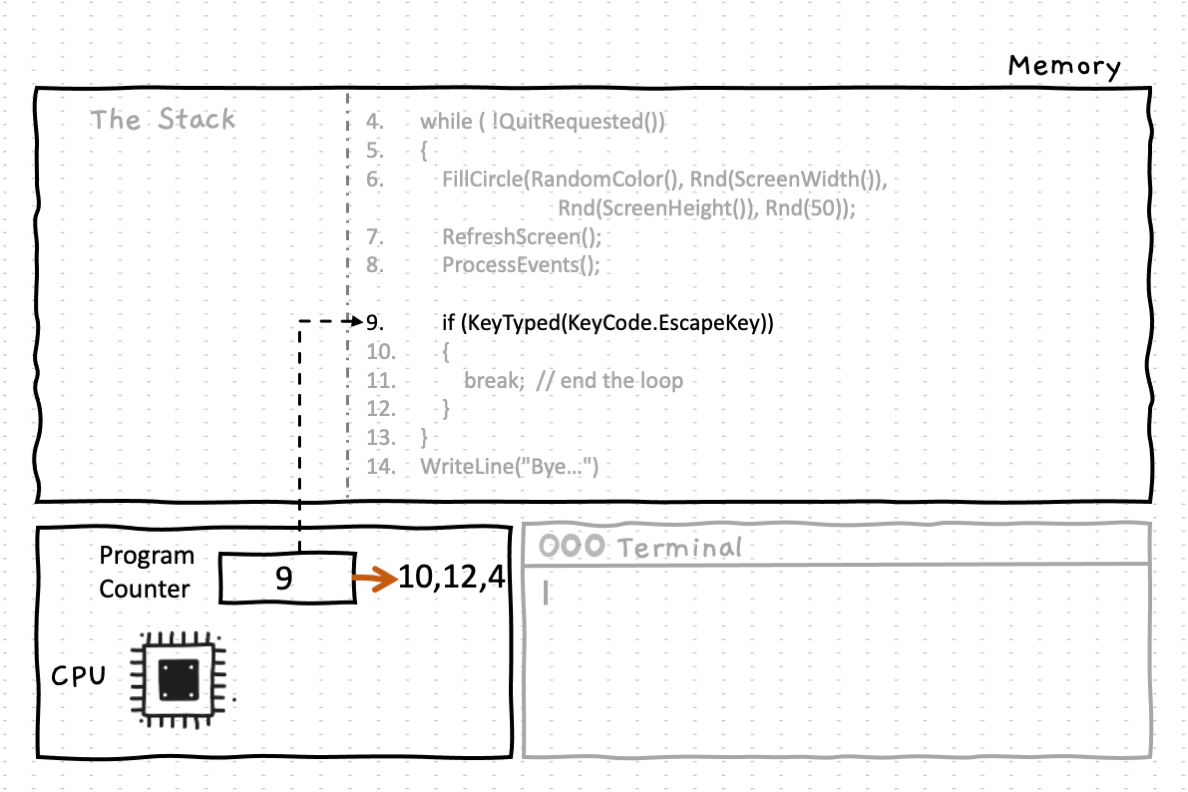 Memory
The Stack
4. while ( !QuitRequested())
5. {
6. FillCircle(RandomColor(), Rnd(ScreenWidth()),
Rnd(ScreenHeight()), Rnd(50));
7. RefreshScreen();
8. ProcessEvents();
9. if (KeyTyped(KeyCode.EscapeKey))
10. {
11. break; // end the loop
12. }
13. }
14. WriteLine("Bye...")
Program
Counter
9
10,12,4
CPU
Terminal